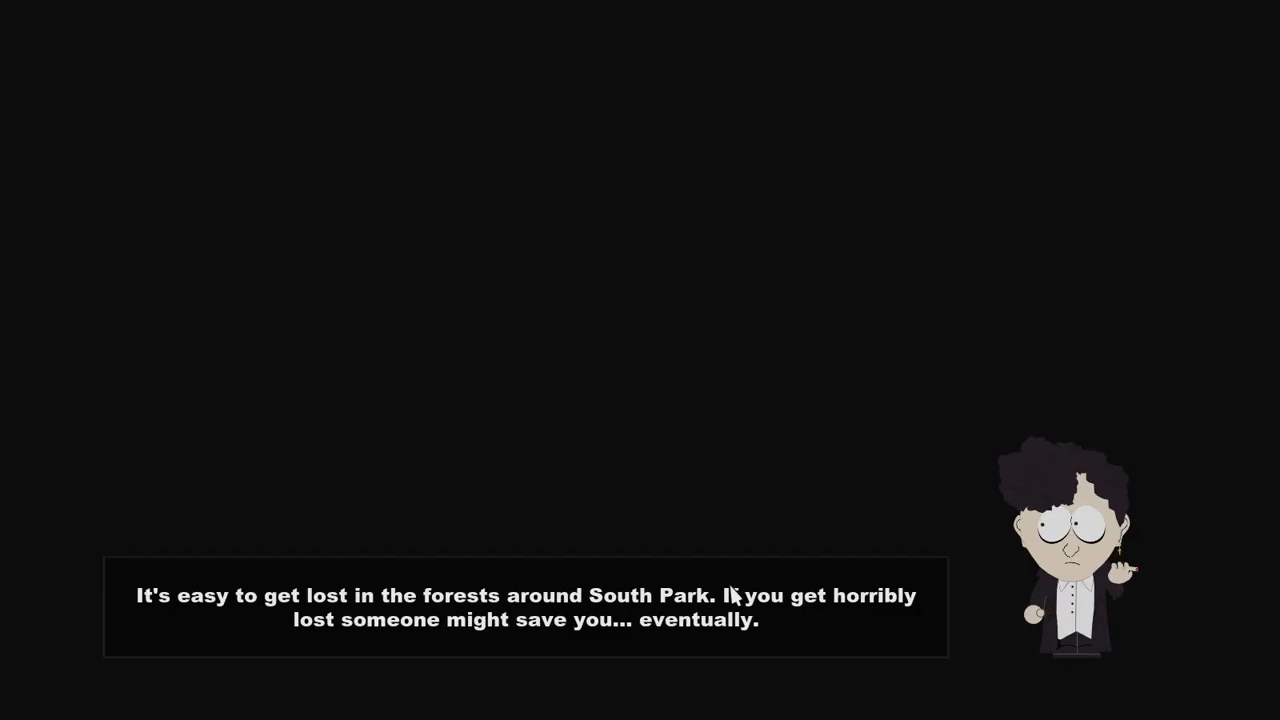 It's easy to get lost in the forests around South Park. If you get horribly
lost someone might save you... eventually.